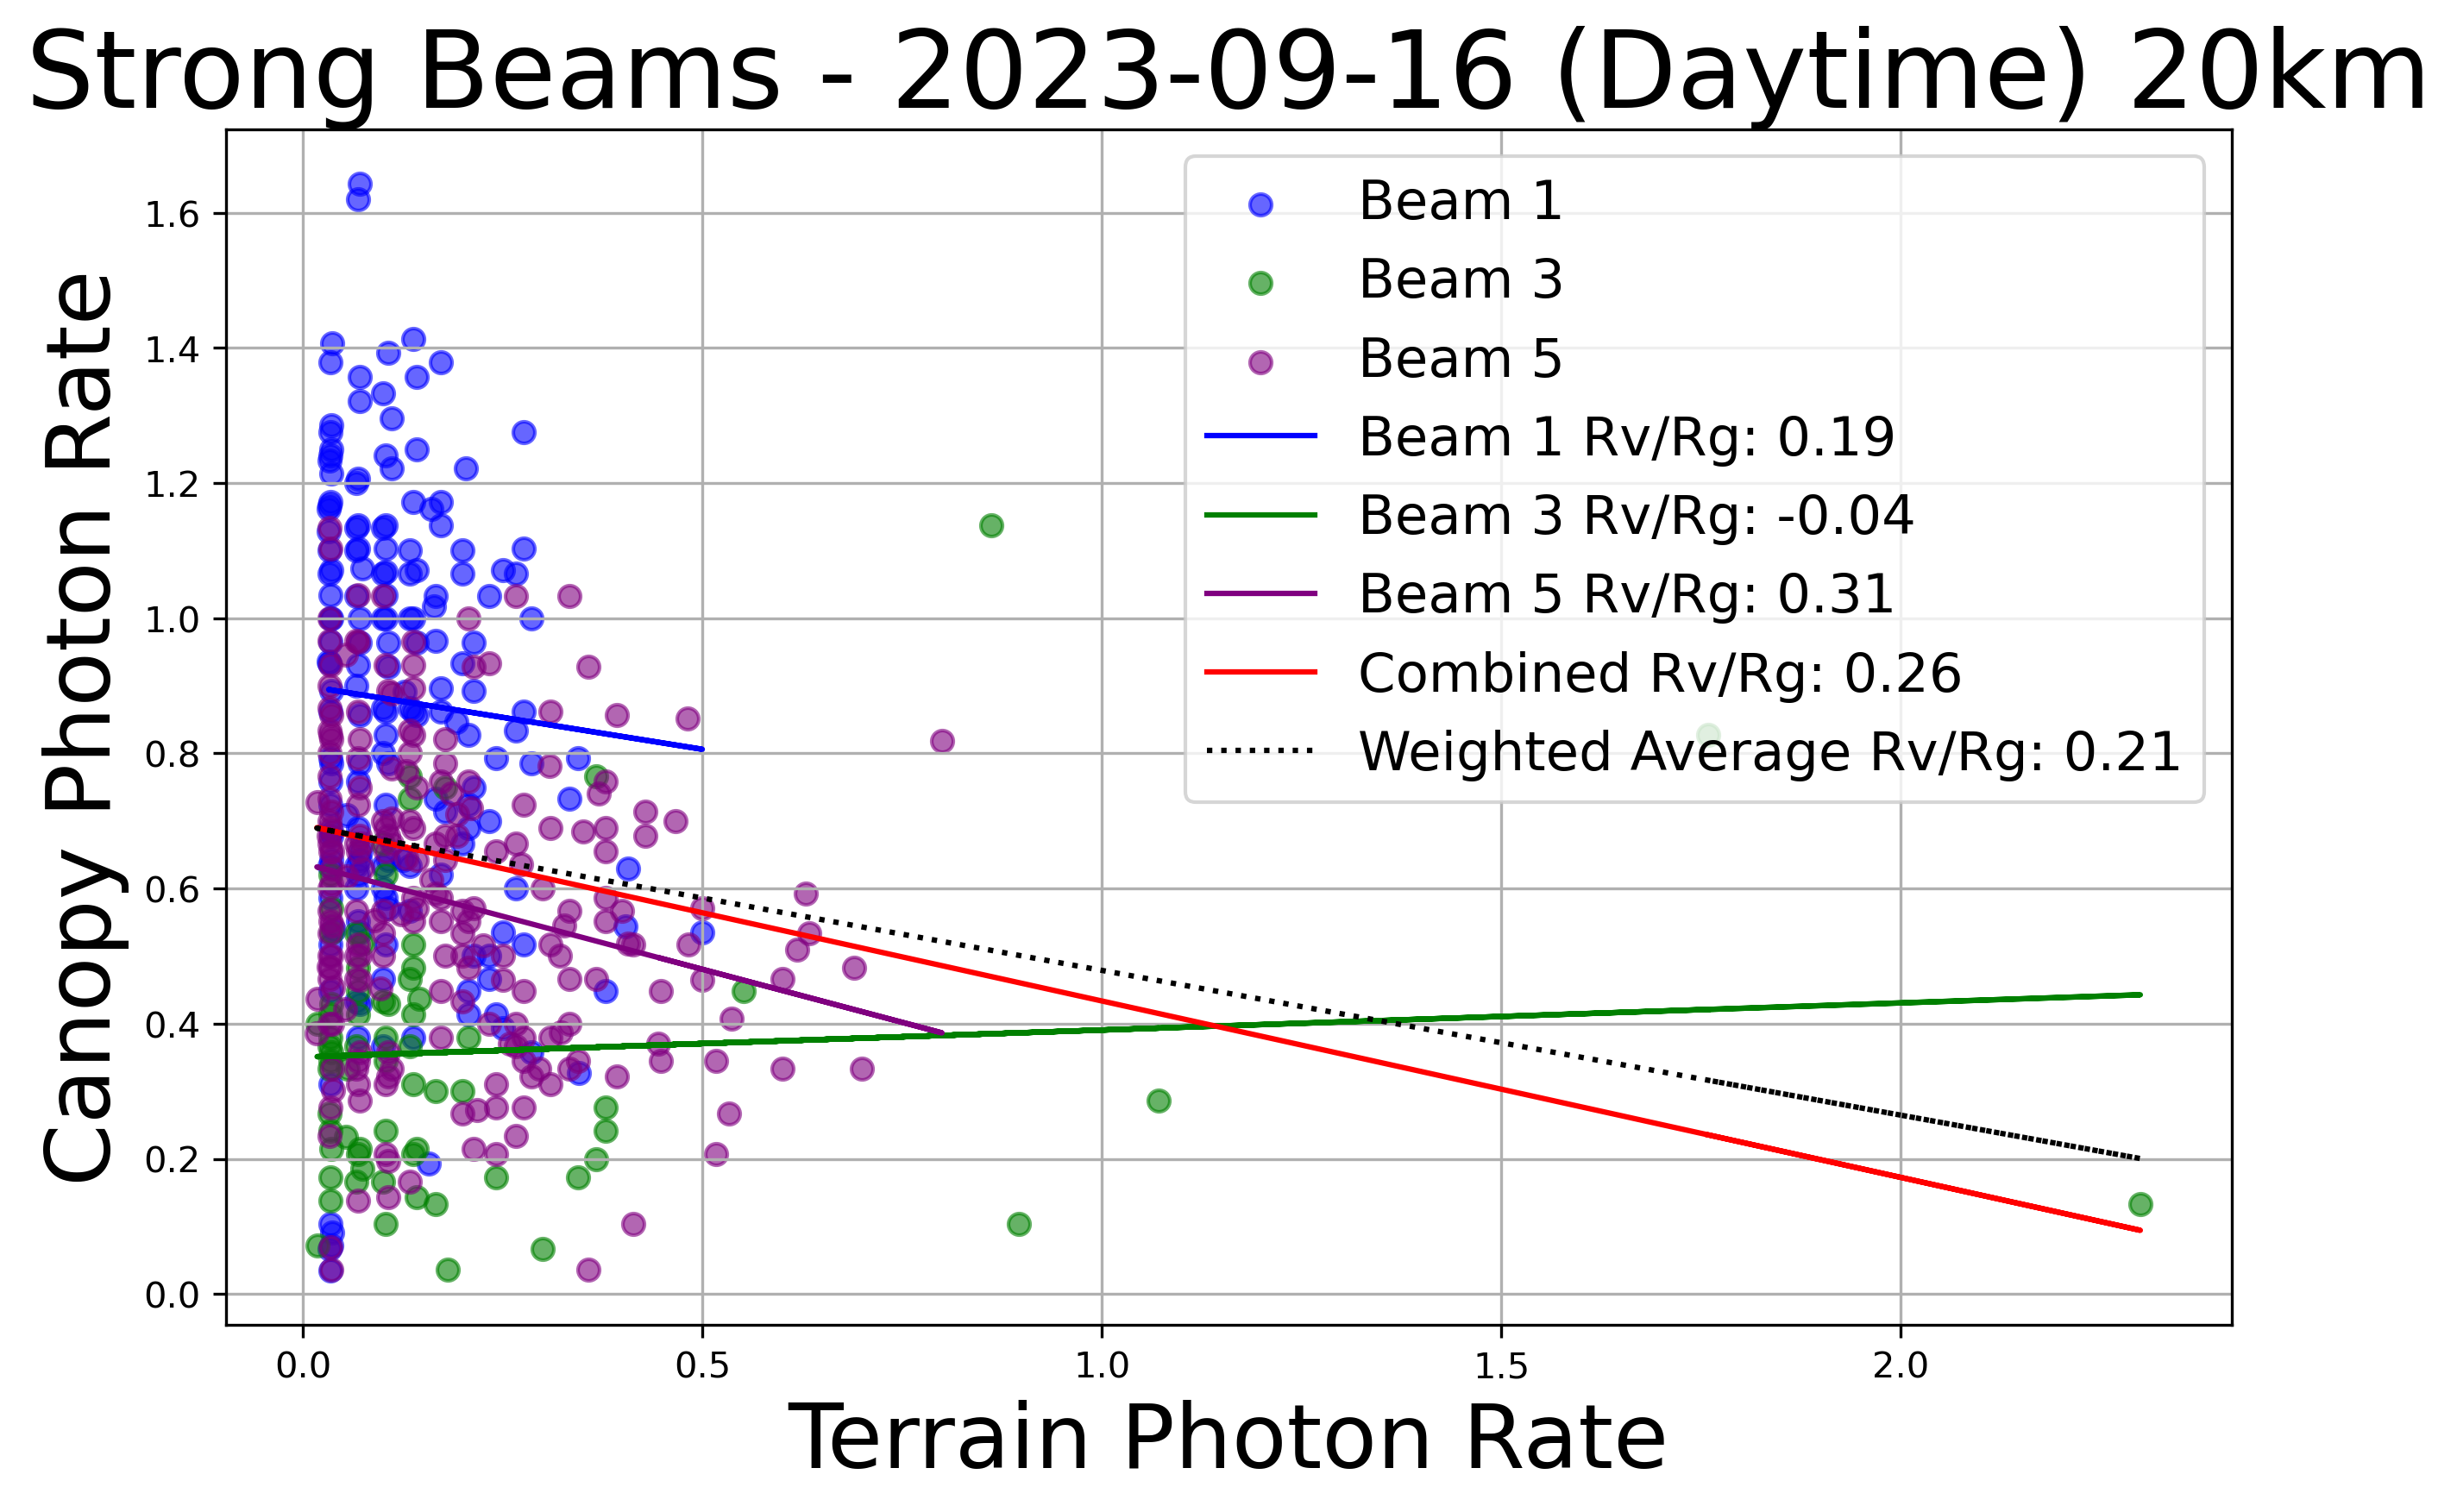 Strong Beams - 2023-09-16 (Daytime) 20km
Canopy Photon Rate
1.6
1.4
1.2
1.0
0.8
0.6
0.4
0.2
0.0
Beam 1
Beam 3
Beam 5
Beam 1 Rv/Rg: 0.19
Beam 3 Rv/Rg: -0.04
Beam 5 Rv/Rg: 0.31
Combined Rv/Rg: 0.26
Weighted Average Rv/Rg: 0.21
0.0 0.5 1.0 1.5 2.0
Terrain Photon Rate